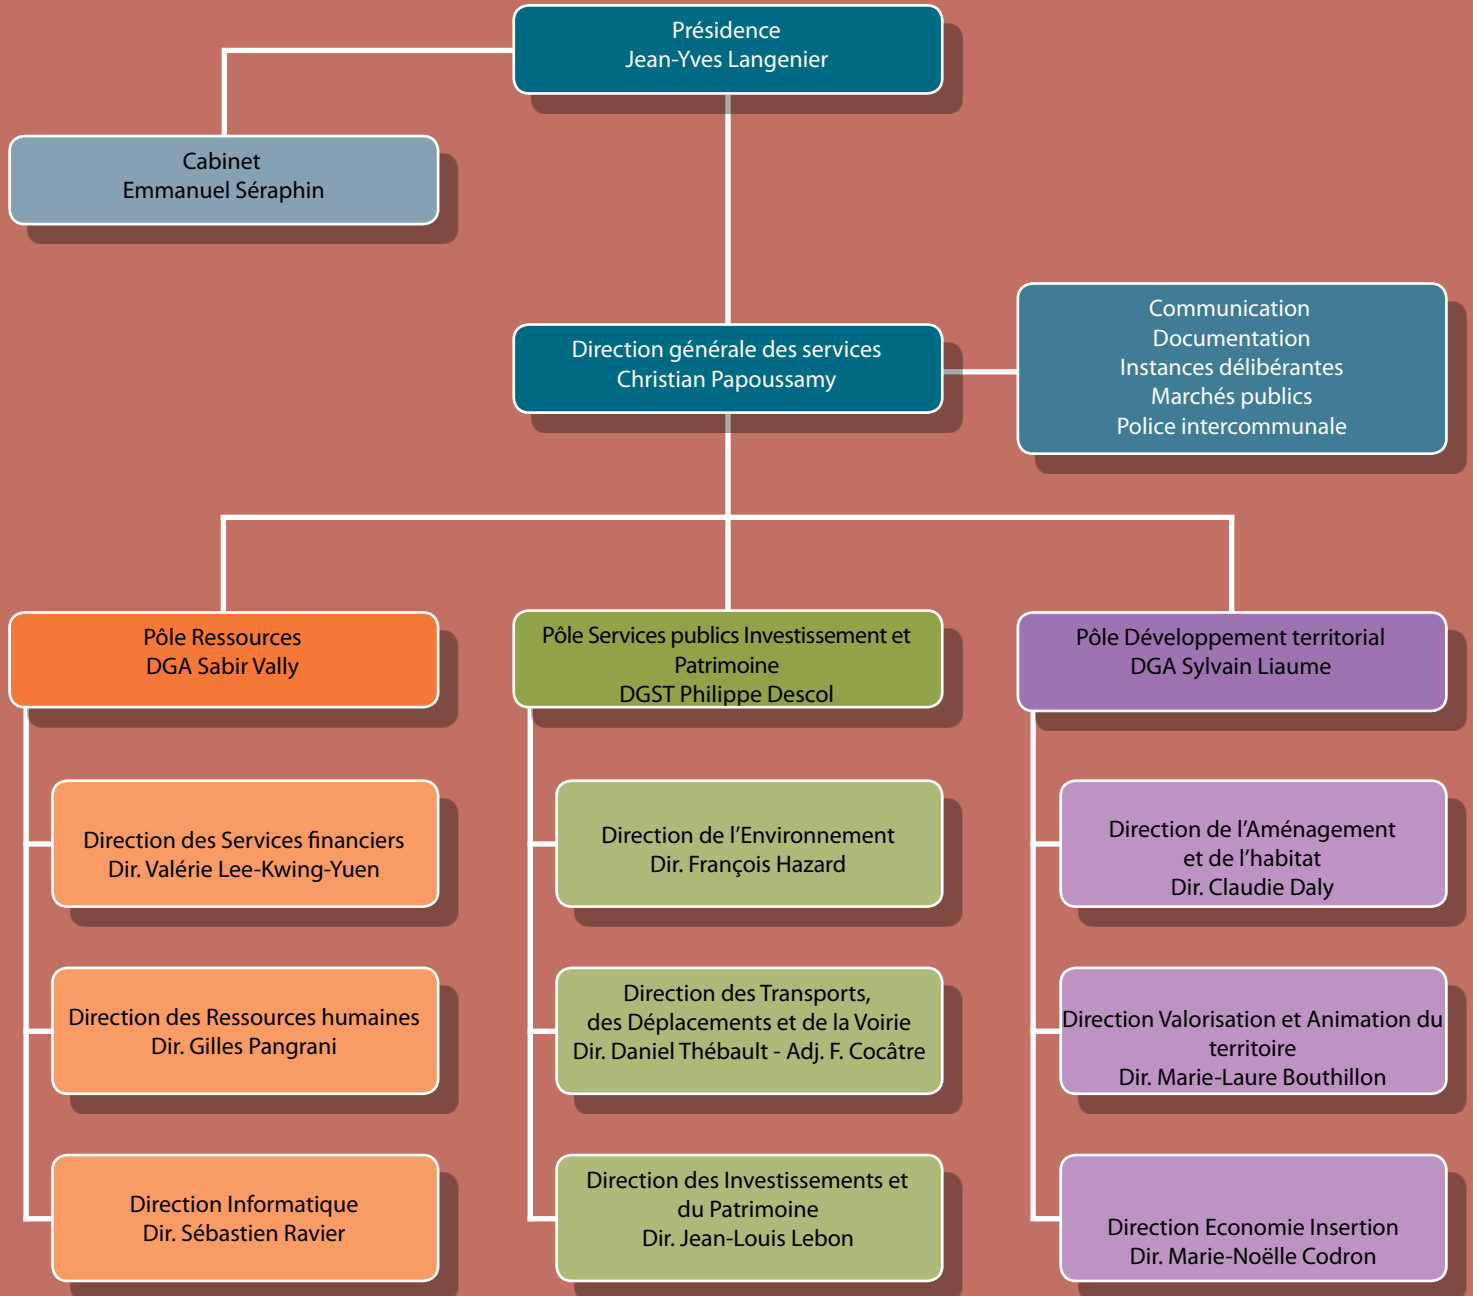 Présidence
Jean-Yves Langenier
Cabinet
Emmanuel Séraphin
Direction générale des services
Christian Papoussamy
Communication
Documentation
Instances délibérantes
Marchés publics
Police intercommunale
Pôle Ressources
DGA Sabir Vally
Direction des Services financiers
Dir. Valérie Lee-Kwing-Yuen
Direction des Ressources humaines
Dir. Gilles Pangrani
Direction Informatique
Dir. Sébastien Ravier
Pôle Services publics Investissement et
Patrimoine
DGST Philippe Descol
Direction de l’Environnement
Dir. François Hazard
Direction des Transports,
des Déplacements et de la Voirie
Dir. Daniel Thébault - Adj. F. Cocâtre
Direction des Investissements et
du Patrimoine
Dir. Jean-Louis Lebon
Pôle Développement territorial
DGA Sylvain Liaume
Direction de l’Aménagement
et de l’habitat
Dir. Claudie Daly
Direction Valorisation et Animation du
territoire
Dir. Marie-Laure Bouthillon
Direction Economie Insertion
Dir. Marie-Noëlle Codron